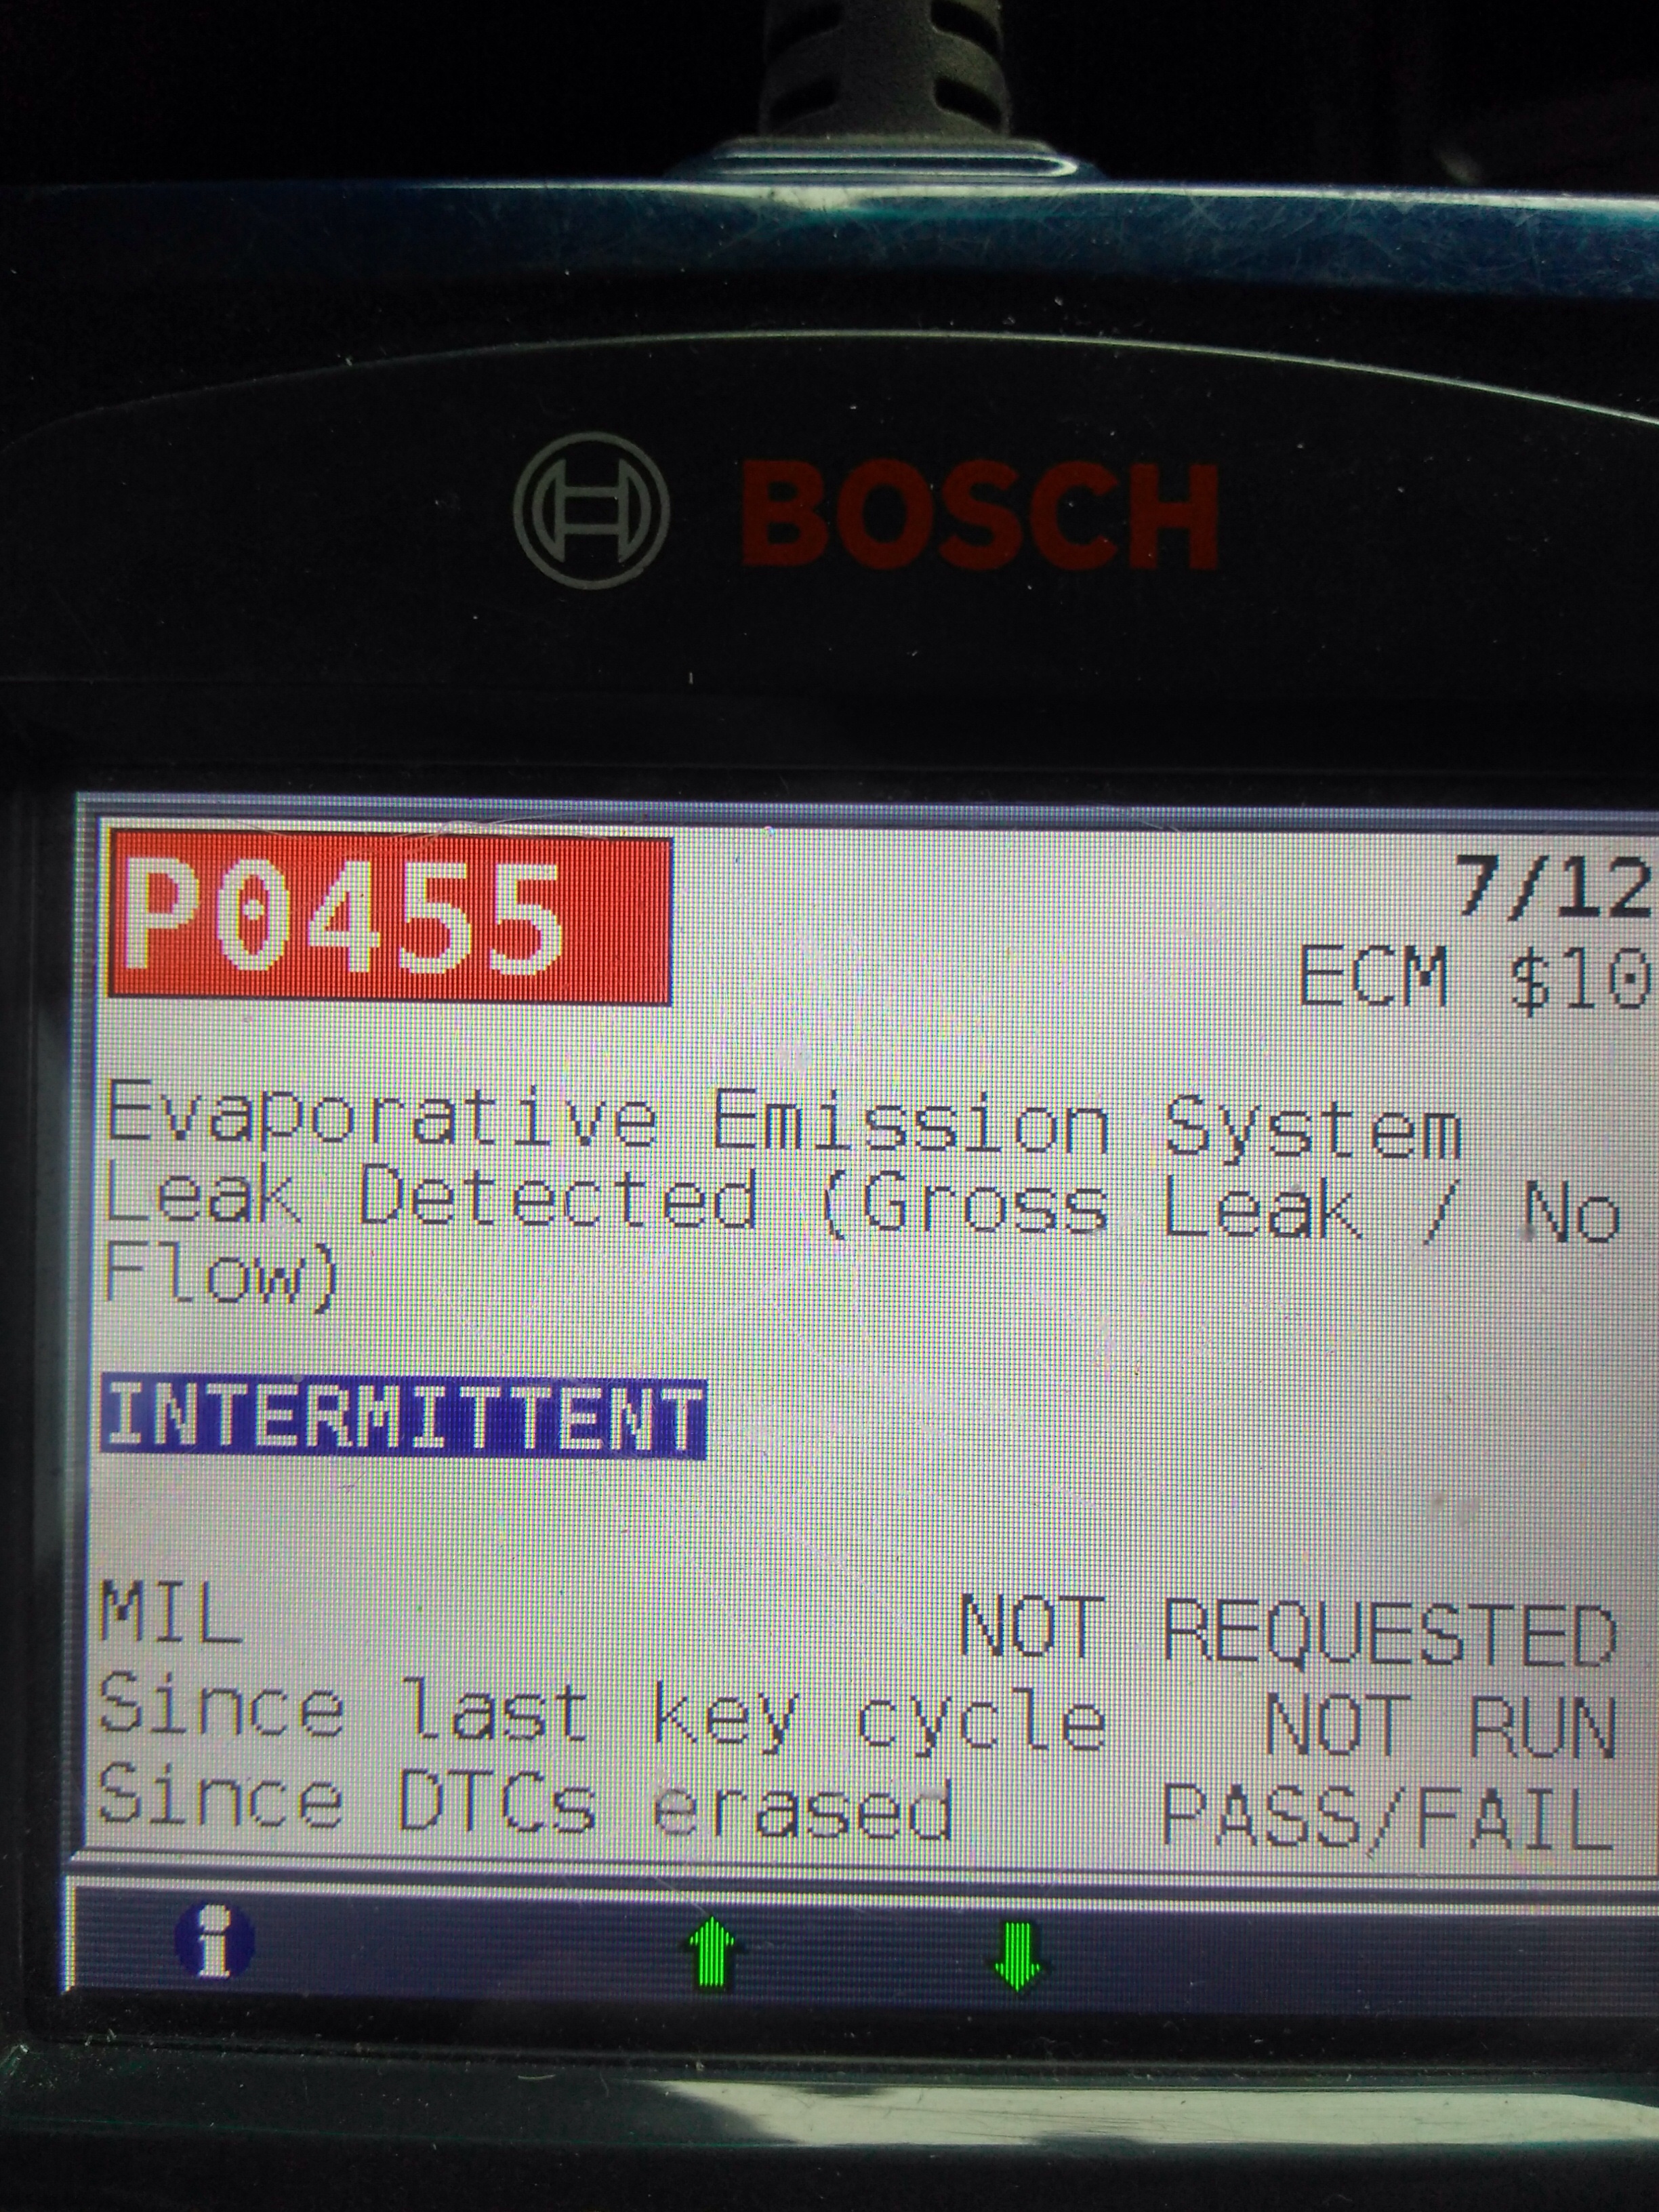 BOSCH
P0455
7/12
ECM $10
Evaporative Emission System
Leak Detected (Gross Leak / No
Flow)
INTERMITTENT
MIL NOT REQUESTED
Since last key cycle NOT RUN
Since DTCs erased PASS/FAIL
i